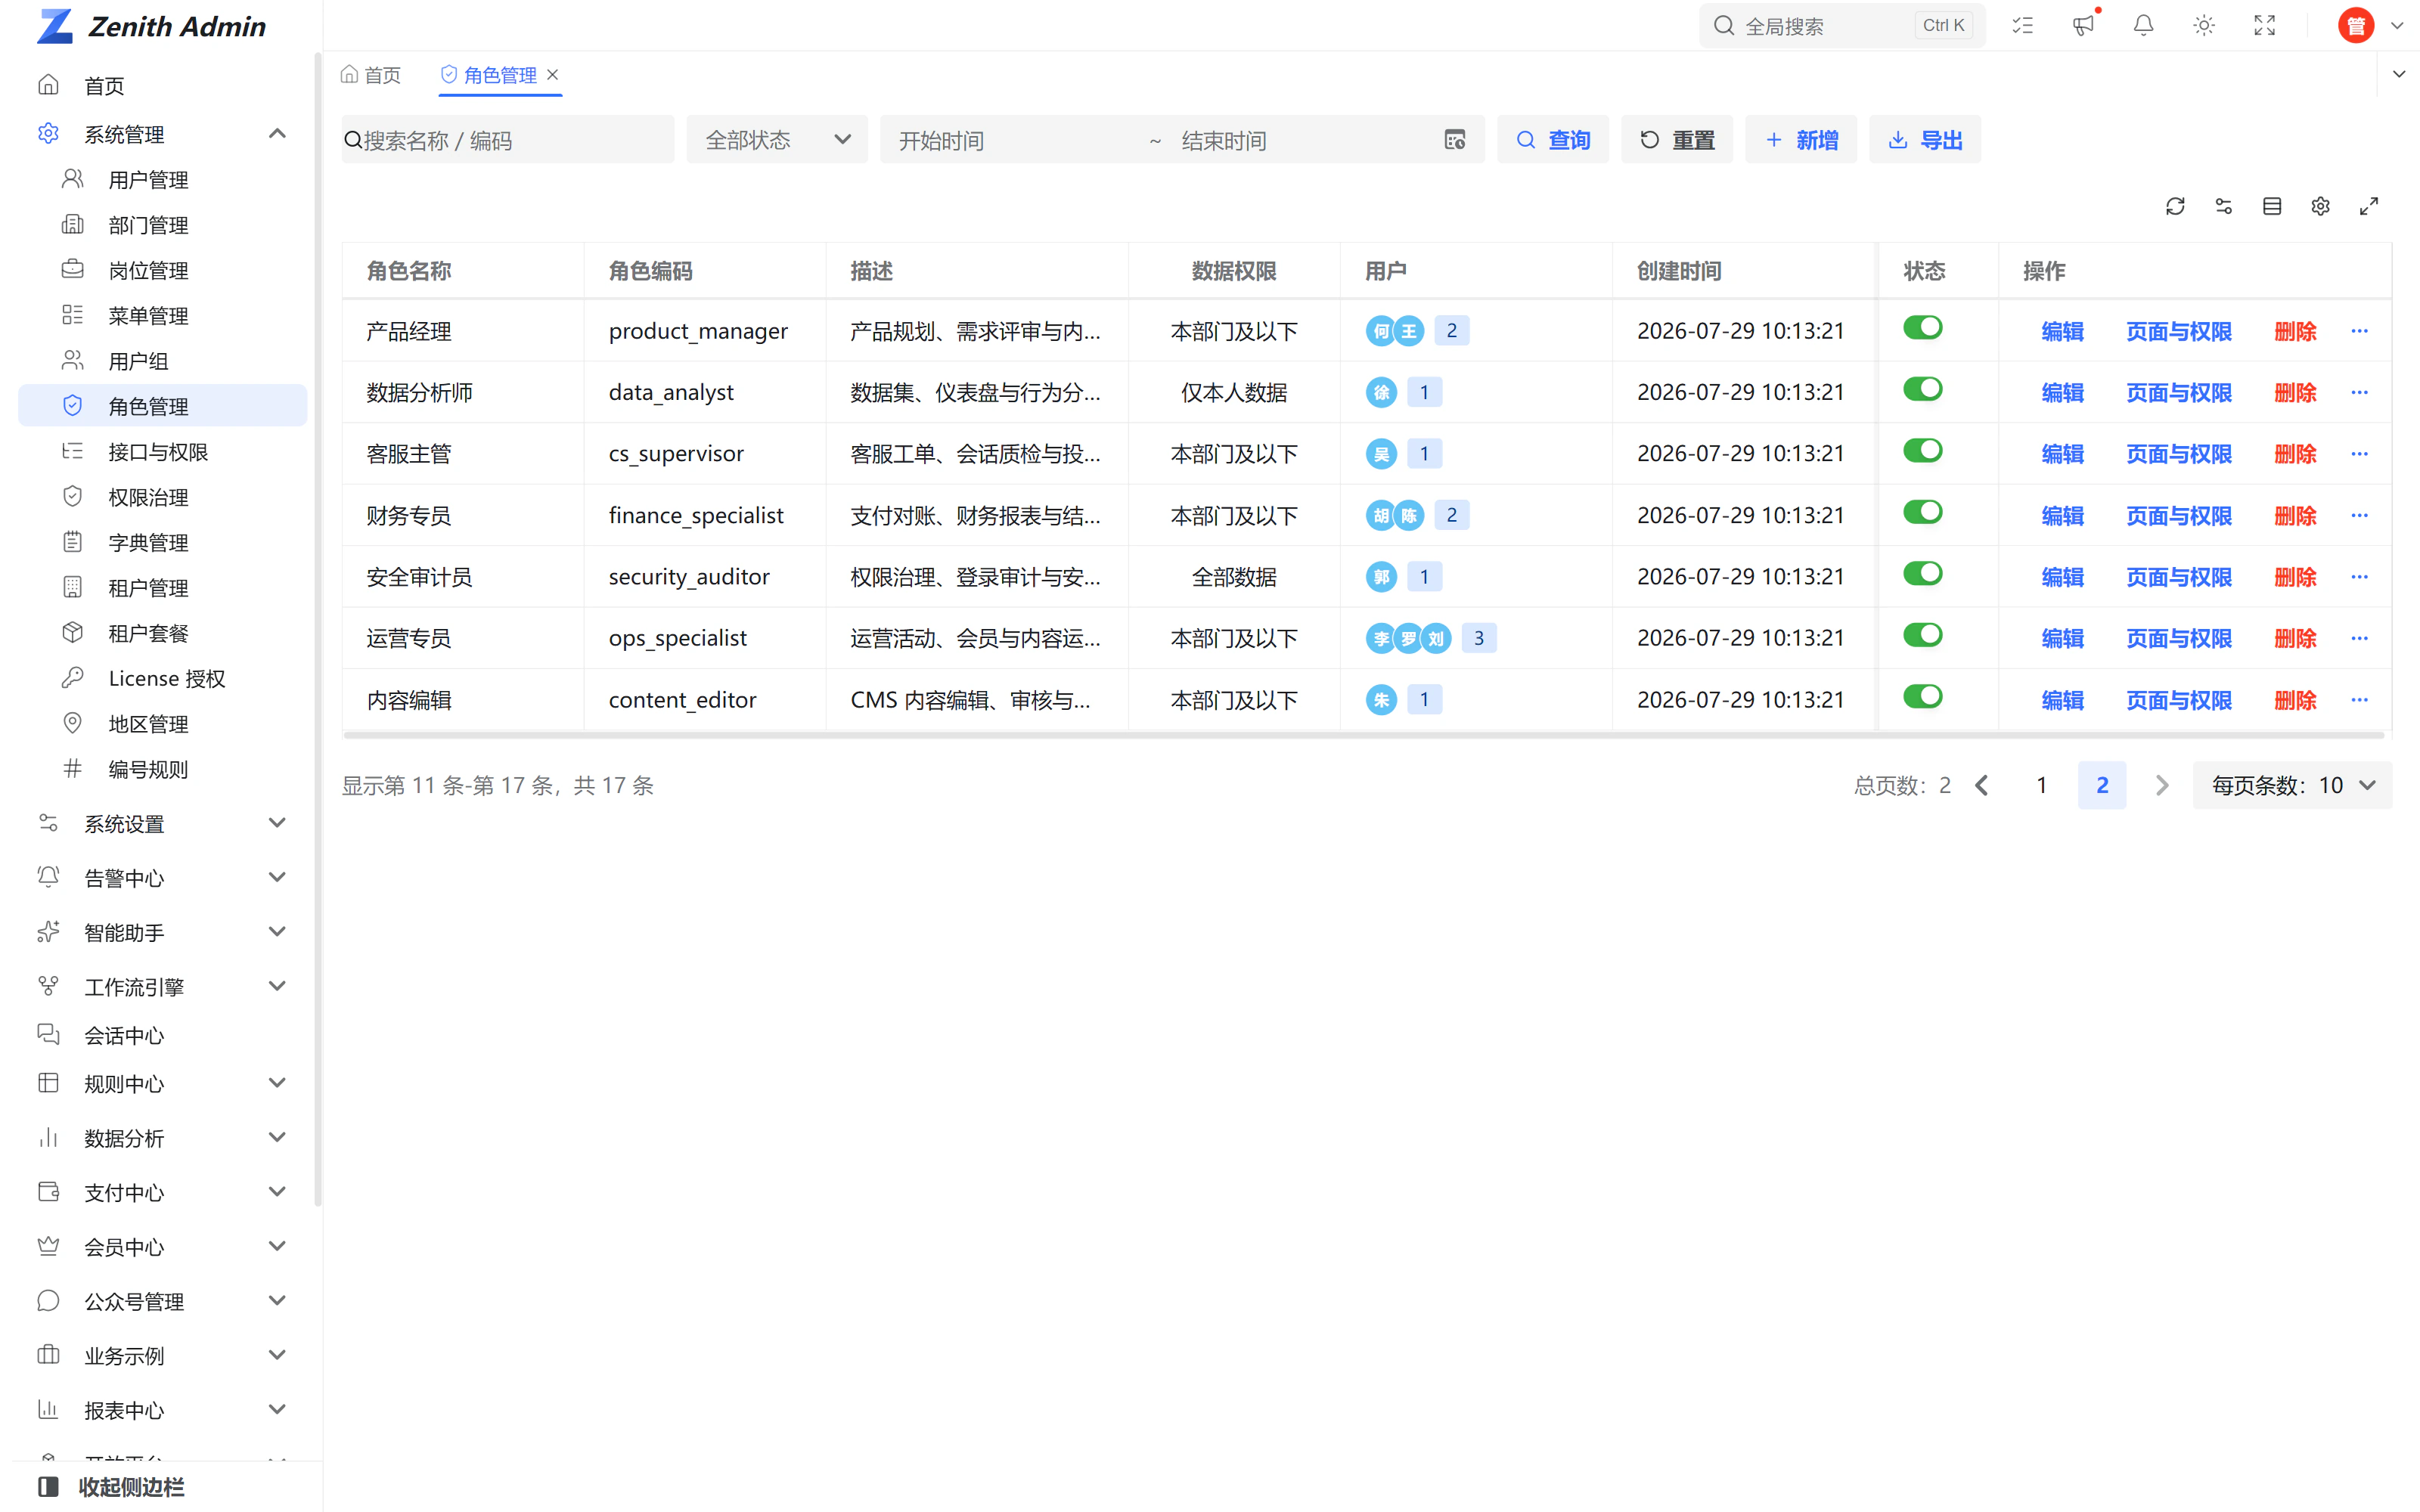 Zenith Admin
全局搜索 Ctrl K 管
首页 角色管理
首页
系统管理
用户管理
部门管理
岗位管理
菜单管理
用户组
角色管理
接口与权限
权限治理
字典管理
租户管理
租户套餐
License 授权
地区管理
编号规则
系统设置
告警中心
智能助手
工作流引擎
会话中心
规则中心
数据分析
支付中心
会员中心
公众号管理
业务示例
报表中心
收起侧边栏
搜索名称 / 编码 全部状态 开始时间 ~ 结束时间 查询 重置 新增 导出
角色名称 角色编码 描述 数据权限 用户 创建时间 状态 操作
产品经理 product_manager 产品规划、需求评审与内... 本部门及以下 何 王 2 2026-07-29 10:13:21 编辑 页面与权限 删除 ...
数据分析师 data_analyst 数据集、仪表盘与行为分... 仅本人数据 徐 1 2026-07-29 10:13:21 编辑 页面与权限 删除 ...
客服主管 cs_supervisor 客服工单、会话质检与投... 本部门及以下 吴 1 2026-07-29 10:13:21 编辑 页面与权限 删除 ...
财务专员 finance_specialist 支付对账、财务报表与结... 本部门及以下 胡 陈 2 2026-07-29 10:13:21 编辑 页面与权限 删除 ...
安全审计员 security_auditor 权限治理、登录审计与安... 全部数据 郭 1 2026-07-29 10:13:21 编辑 页面与权限 删除 ...
运营专员 ops_specialist 运营活动、会员与内容运... 本部门及以下 李 罗 刘 3 2026-07-29 10:13:21 编辑 页面与权限 删除 ...
内容编辑 content_editor CMS 内容编辑、审核与... 本部门及以下 朱 1 2026-07-29 10:13:21 编辑 页面与权限 删除 ...
显示第 11 条-第 17 条，共 17 条 总页数：2 1 2 每页条数：10